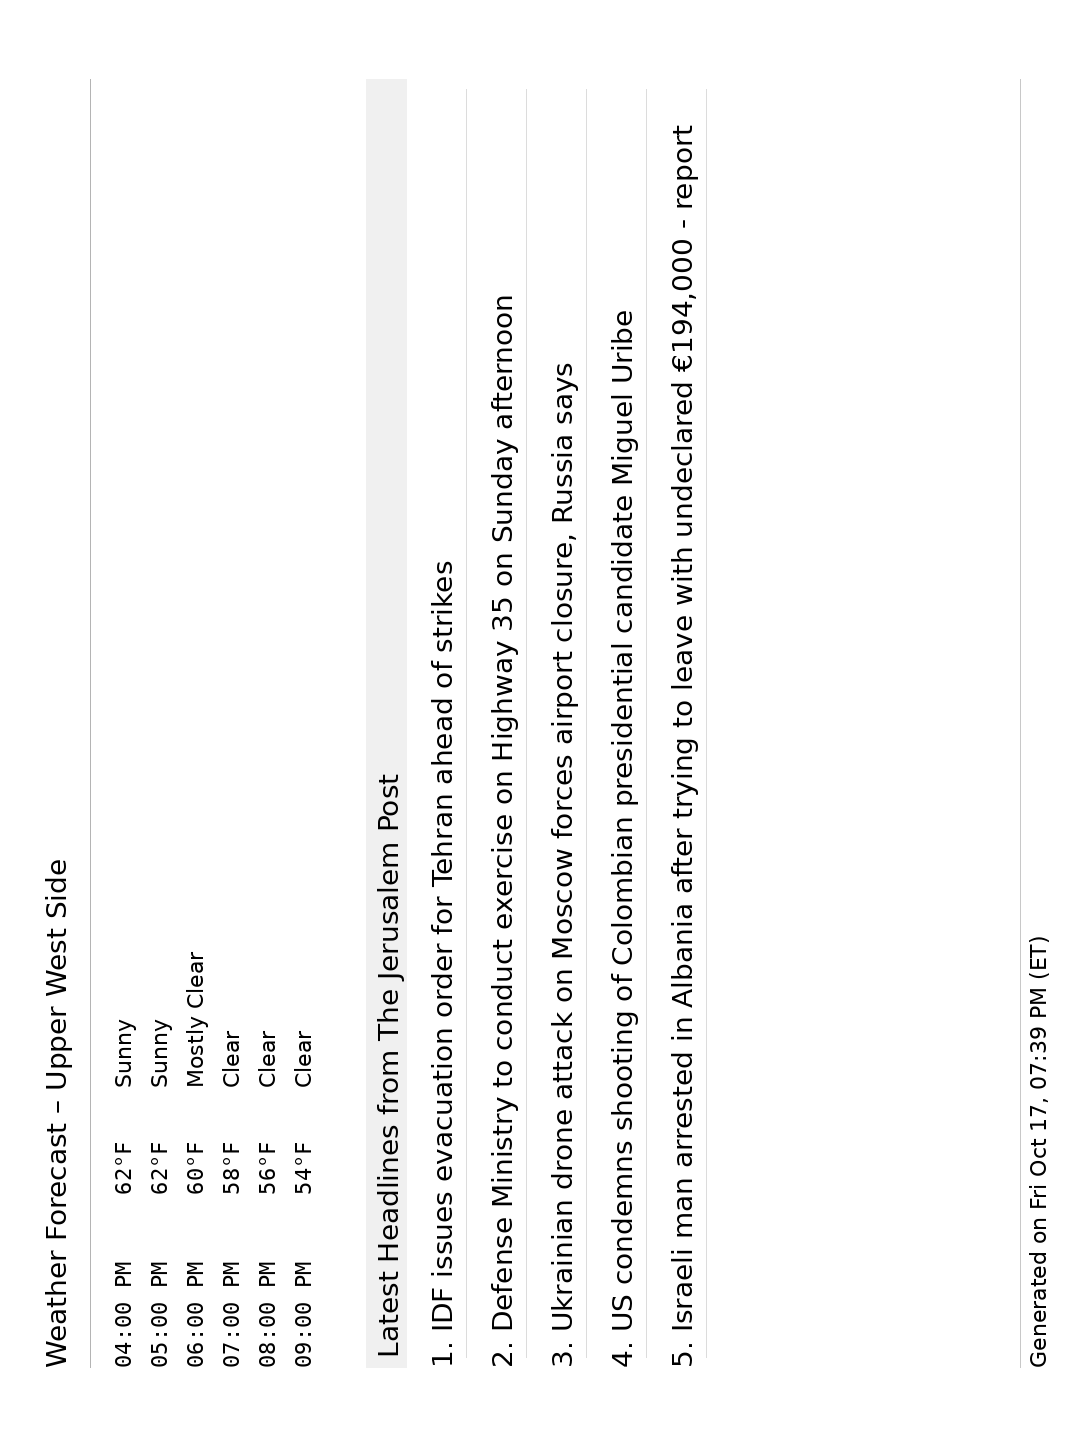 Weather Forecast – Upper West Side
04:00 PM 62°F Sunny
05:00 PM 62°F Sunny
06:00 PM 60°F Mostly Clear
07:00 PM 58°F Clear
08:00 PM 56°F Clear
09:00 PM 54°F Clear
Latest Headlines from The Jerusalem Post
1. IDF issues evacuation order for Tehran ahead of strikes
2. Defense Ministry to conduct exercise on Highway 35 on Sunday afternoon
3. Ukrainian drone attack on Moscow forces airport closure, Russia says
4. US condemns shooting of Colombian presidential candidate Miguel Uribe
5. Israeli man arrested in Albania after trying to leave with undeclared €194,000 - report
Generated on Fri Oct 17, 07:39 PM (ET)